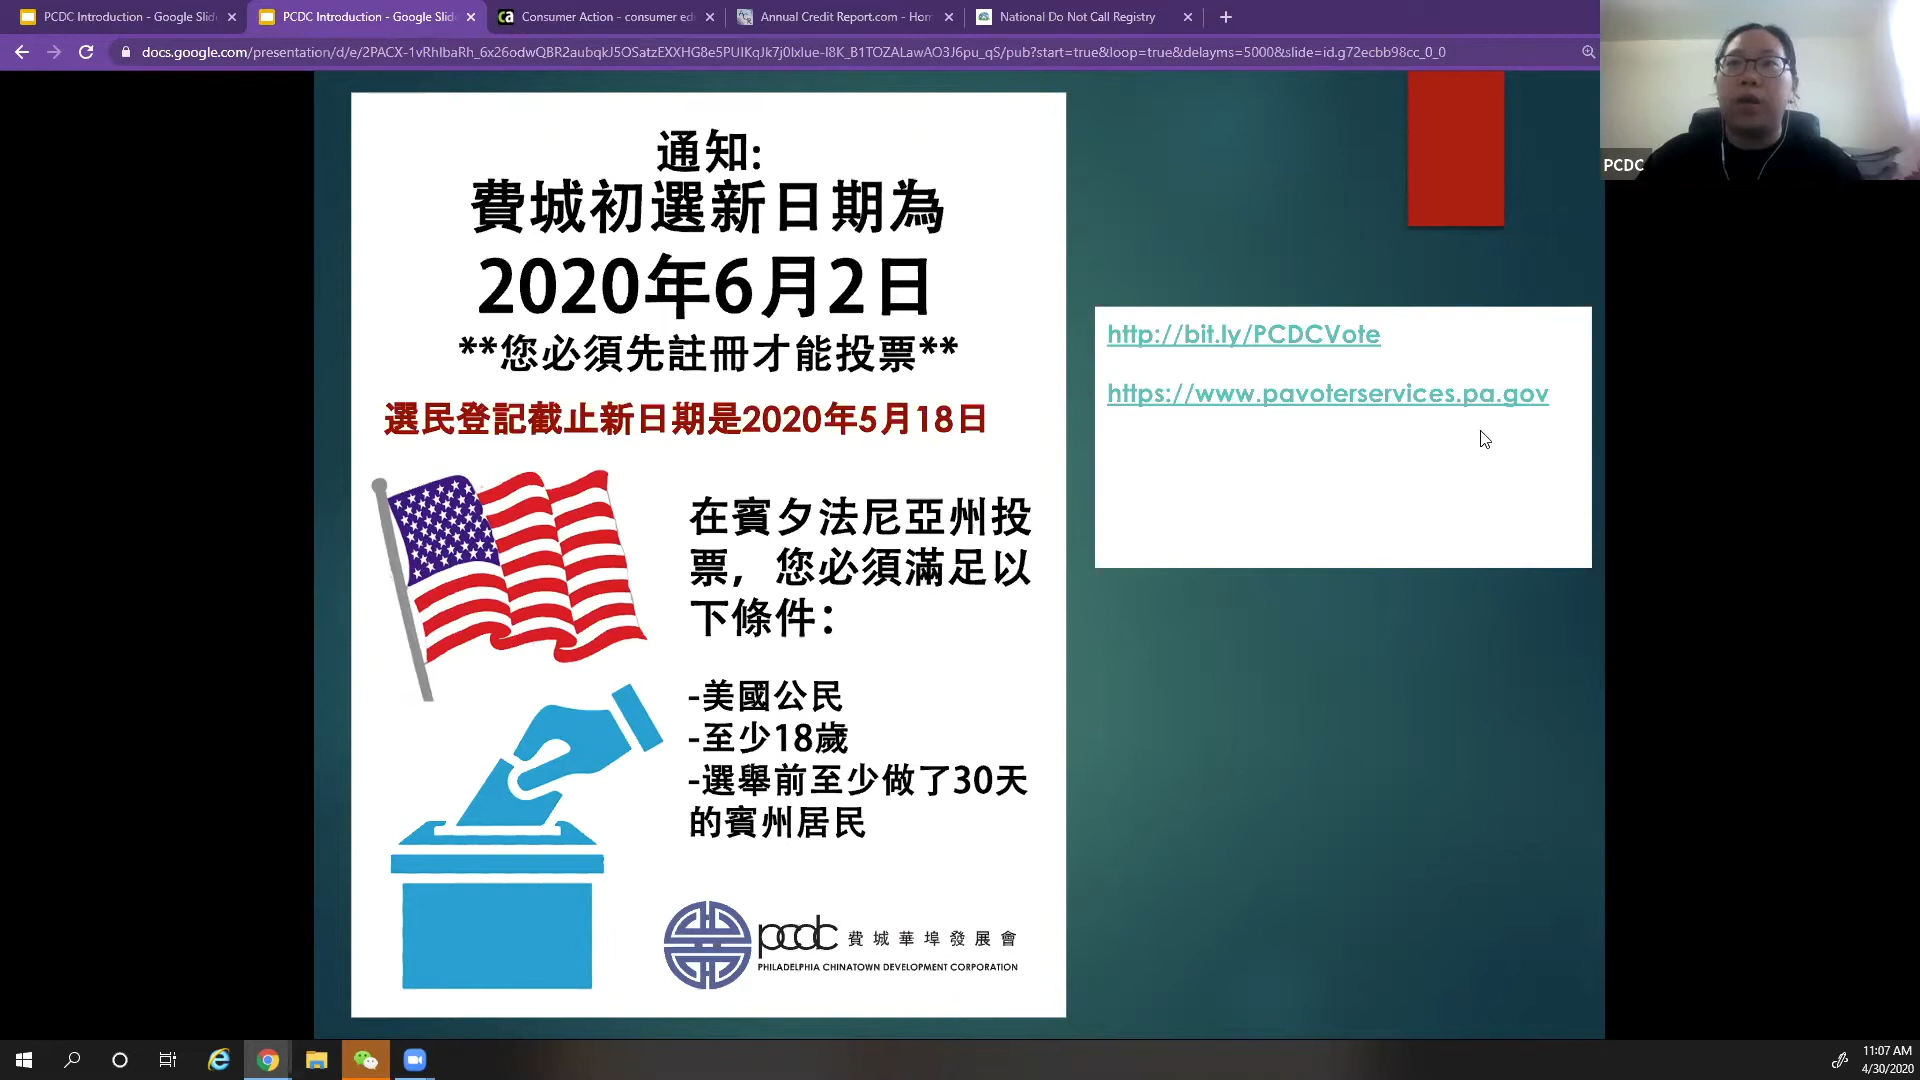 PCDC Introduction - Google Slid
PCDC Introduction - Google Slid
Consumer Action - consumer ed
Annual Credit Report.com - Hom
National Do Not Call Registry
docs.google.com/presentation/d/e/2PACX-1vRhIbaRh_6x26odwQBR2aubqkJ5OSatzEXXHG8e5PUIKqJk7j0lxlue-l8K_B1TOZALawAO3J6pu_qS/pub?start=true&loop=true&delayms=5000&slide=id.g72ecbb98cc_0_0
PCDC
通知:
費城初選新日期為
2020年6月2日
**您必須先註冊才能投票**
選民登記截止新日期是2020年5月18日
在賓夕法尼亞州投
票，您必須滿足以
下條件：
-美國公民
-至少18歲
-選舉前至少做了30天
的賓州居民
pcdc 費城華埠發展會
PHILADELPHIA CHINATOWN DEVELOPMENT CORPORATION
http://bit.ly/PCDCVote
https://www.pavoterservices.pa.gov
11:07 AM
4/30/2020